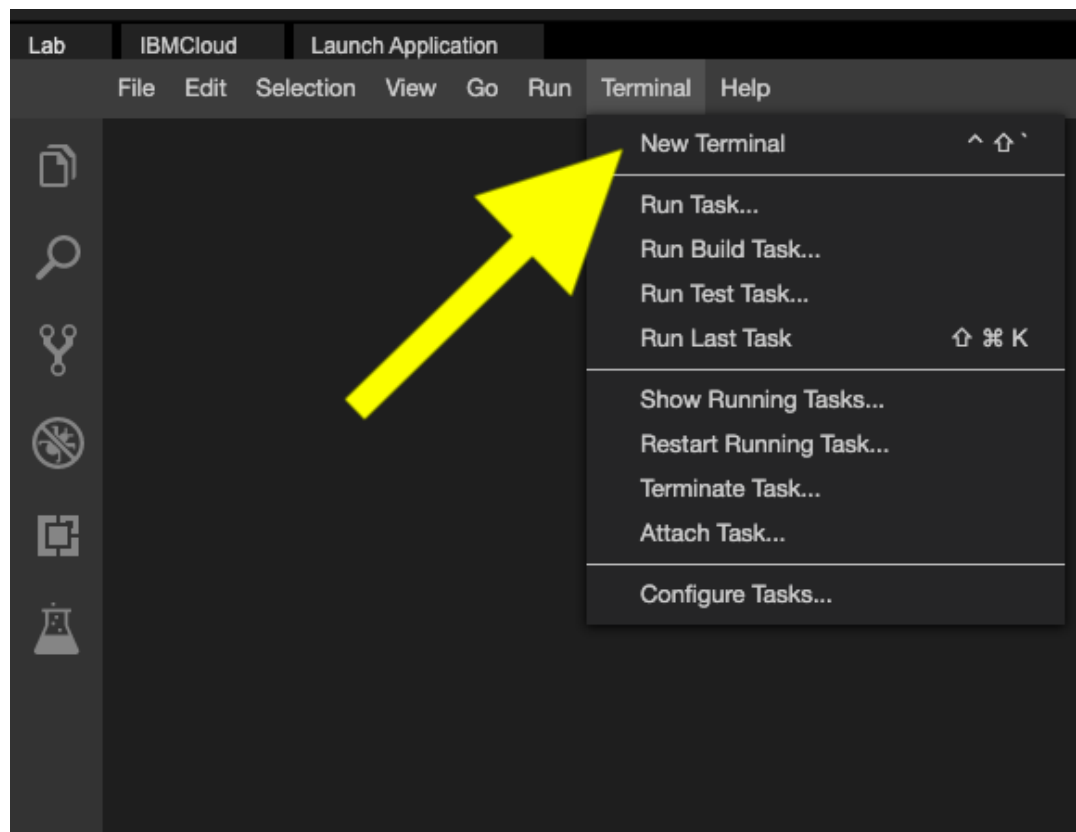 Lab IBMCloud Launch Application
File Edit Selection View Go Run Terminal Help
New Terminal ^ ⇧ `
Run Task...
Run Build Task...
Run Test Task...
Run Last Task ⇧ ⌘ K
Show Running Tasks...
Restart Running Task...
Terminate Task...
Attach Task...
Configure Tasks...